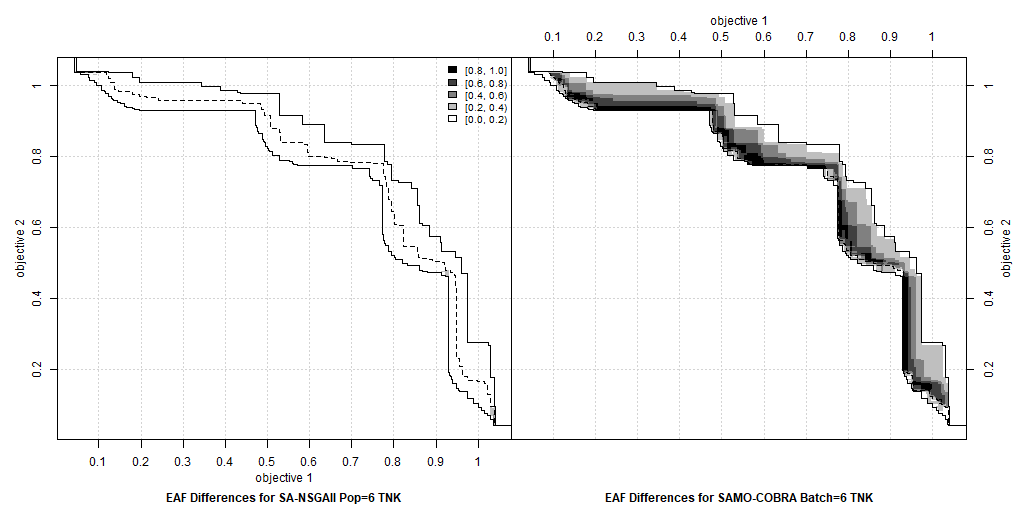 objective 1
0.1 0.2 0.3 0.4 0.5 0.6 0.7 0.8 0.9 1
[0.8, 1.0]
[0.6, 0.8)
[0.4, 0.6)
[0.2, 0.4)
[0.0, 0.2)
1
0.8
0.6
0.4
0.2
objective 2
1
0.8
0.6
0.4
0.2
objective 2
0.1 0.2 0.3 0.4 0.5 0.6 0.7 0.8 0.9 1
objective 1
EAF Differences for SA-NSGAII Pop=6 TNK
EAF Differences for SAMO-COBRA Batch=6 TNK